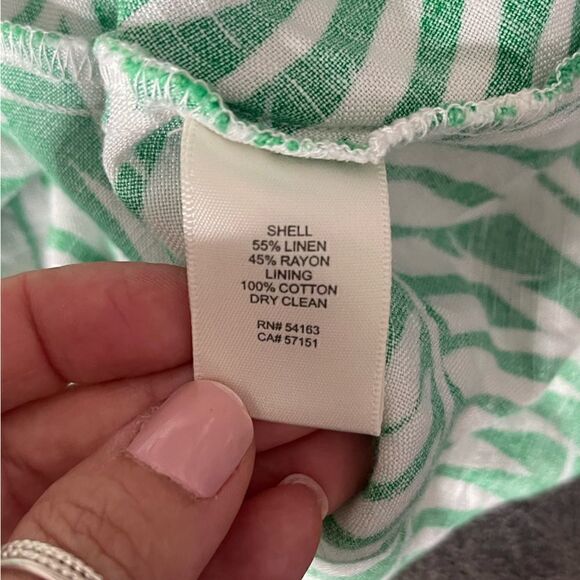 SHELL
55% LINEN
45% RAYON
LINING
100% COTTON
DRY CLEAN
RN# 54163
CA# 57151